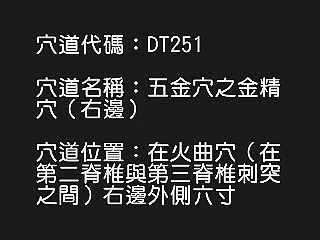 穴道代碼：DT251
穴道名稱：五金穴之金精
穴（右邊）
穴道位置：在火曲穴（在
第二脊椎與第三脊椎刺突
之間）右邊外側六寸